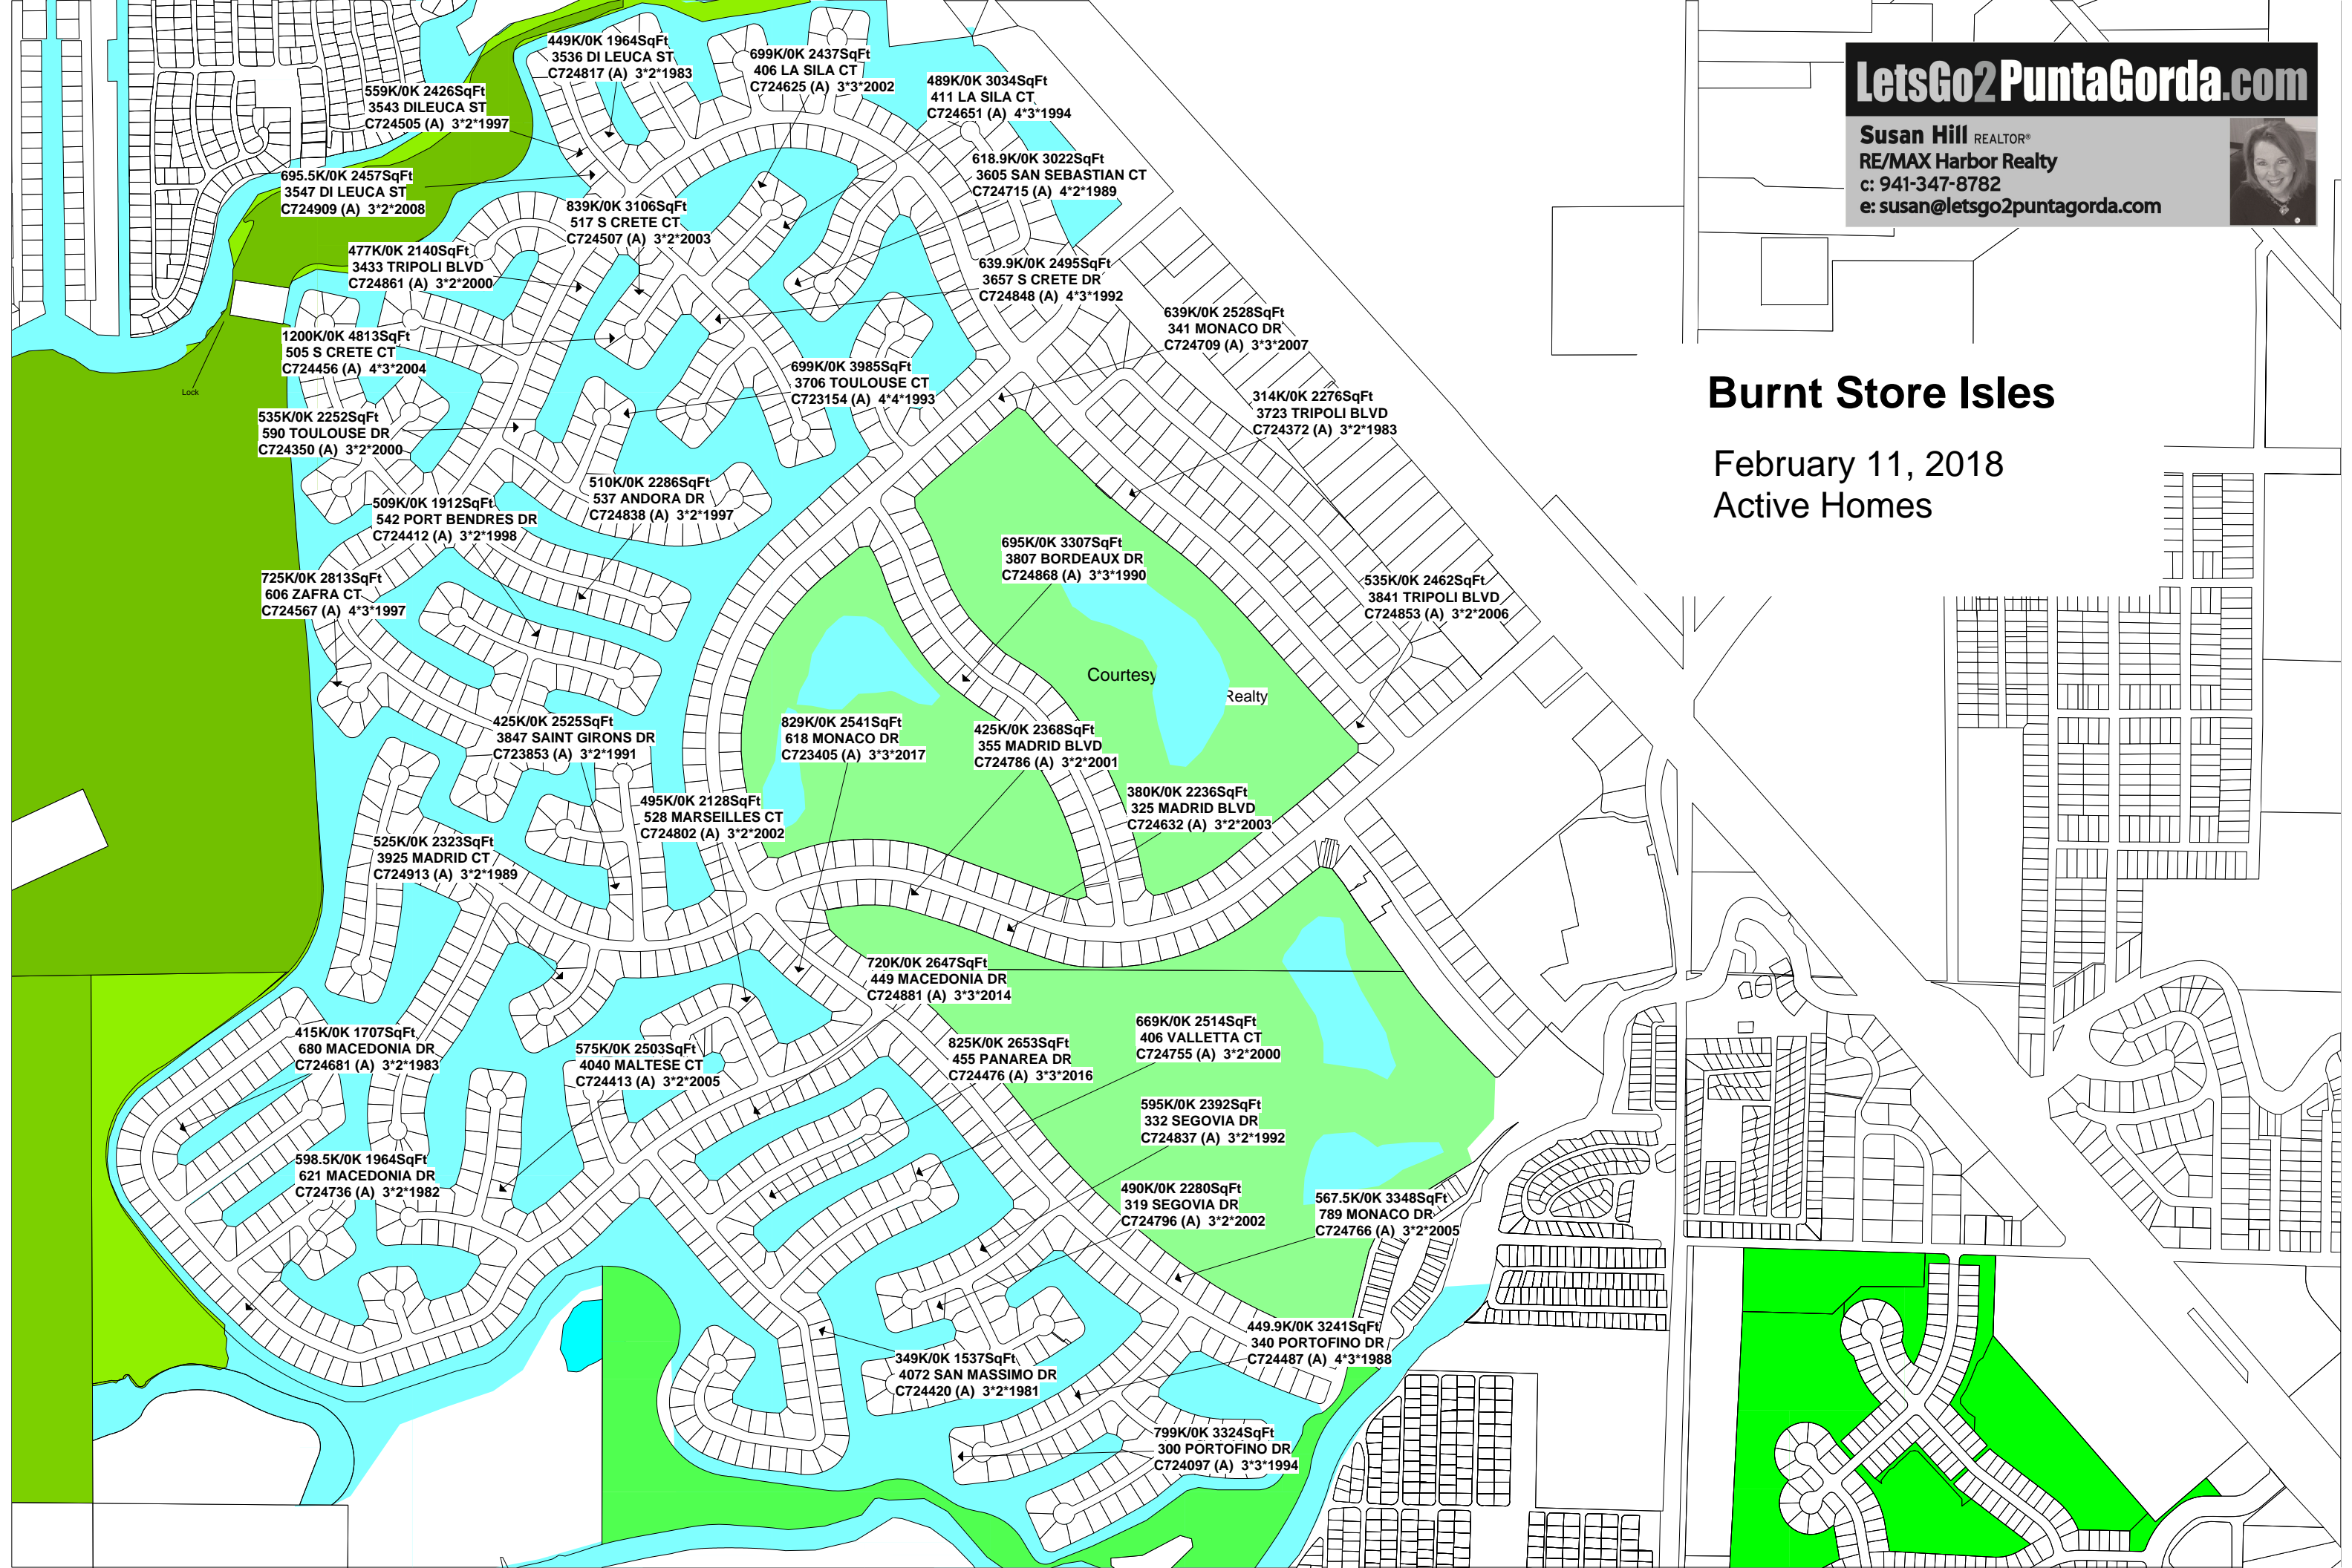 LetsGo2PuntaGorda.com
Susan Hill REALTOR®
RE/MAX Harbor Realty
c: 941-347-8782
e: susan@letsgo2puntagorda.com
Burnt Store Isles
February 11, 2018
Active Homes
449K/0K 1964SqFt
3536 DI LEUCA ST
C724817 (A) 3*2*1983
699K/0K 2437SqFt
406 LA SILA CT
C724625 (A) 3*3*2002
489K/0K 3034SqFt
411 LA SILA CT
C724651 (A) 4*3*1994
559K/0K 2426SqFt
3543 DILEUCA ST
C724505 (A) 3*2*1997
618.9K/0K 3022SqFt
3605 SAN SEBASTIAN CT
C724715 (A) 4*2*1989
695.5K/0K 2457SqFt
3547 DI LEUCA ST
C724909 (A) 3*2*2008
839K/0K 3106SqFt
517 S CRETE CT
C724507 (A) 3*2*2003
477K/0K 2140SqFt
3433 TRIPOLI BLVD
C724861 (A) 3*2*2000
639.9K/0K 2495SqFt
3657 S CRETE DR
C724848 (A) 4*3*1992
639K/0K 2528SqFt
341 MONACO DR
C724709 (A) 3*3*2007
1200K/0K 4813SqFt
505 S CRETE CT
C724456 (A) 4*3*2004
Lock
699K/0K 3985SqFt
3706 TOULOUSE CT
C723154 (A) 4*4*1993
314K/0K 2276SqFt
3723 TRIPOLI BLVD
C724372 (A) 3*2*1983
535K/0K 2252SqFt
590 TOULOUSE DR
C724350 (A) 3*2*2000
510K/0K 2286SqFt
537 ANDORA DR
C724838 (A) 3*2*1997
509K/0K 1912SqFt
542 PORT BENDRES DR
C724412 (A) 3*2*1998
695K/0K 3307SqFt
3807 BORDEAUX DR
C724868 (A) 3*3*1990
725K/0K 2813SqFt
606 ZAFRA CT
C724567 (A) 4*3*1997
535K/0K 2462SqFt
3841 TRIPOLI BLVD
C724853 (A) 3*2*2006
Courtesy Realty
425K/0K 2525SqFt
3847 SAINT GIRONS DR
C723853 (A) 3*2*1991
829K/0K 2541SqFt
618 MONACO DR
C723405 (A) 3*3*2017
425K/0K 2368SqFt
355 MADRID BLVD
C724786 (A) 3*2*2001
495K/0K 2128SqFt
528 MARSEILLES CT
C724802 (A) 3*2*2002
380K/0K 2236SqFt
325 MADRID BLVD
C724632 (A) 3*2*2003
525K/0K 2323SqFt
3925 MADRID CT
C724913 (A) 3*2*1989
720K/0K 2647SqFt
449 MACEDONIA DR
C724881 (A) 3*3*2014
415K/0K 1707SqFt
680 MACEDONIA DR
C724681 (A) 3*2*1983
575K/0K 2503SqFt
4040 MALTESE CT
C724413 (A) 3*2*2005
825K/0K 2653SqFt
455 PANAREA DR
C724476 (A) 3*3*2016
669K/0K 2514SqFt
406 VALLETTA CT
C724755 (A) 3*2*2000
595K/0K 2392SqFt
332 SEGOVIA DR
C724837 (A) 3*2*1992
598.5K/0K 1964SqFt
621 MACEDONIA DR
C724736 (A) 3*2*1982
490K/0K 2280SqFt
319 SEGOVIA DR
C724796 (A) 3*2*2002
567.5K/0K 3348SqFt
789 MONACO DR
C724766 (A) 3*2*2005
349K/0K 1537SqFt
4072 SAN MASSIMO DR
C724420 (A) 3*2*1981
449.9K/0K 3241SqFt
340 PORTOFINO DR
C724487 (A) 4*3*1988
799K/0K 3324SqFt
300 PORTOFINO DR
C724097 (A) 3*3*1994